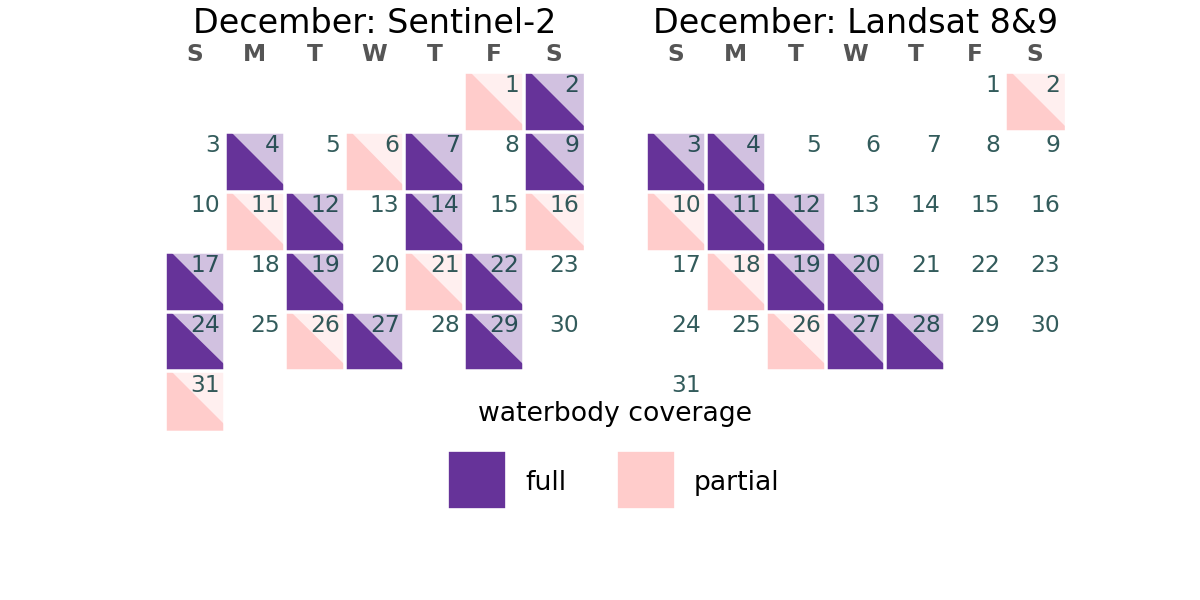 December: Sentinel-2
S M T W T F S
1 2
3 4 5 6 7 8 9
10 11 12 13 14 15 16
17 18 19 20 21 22 23
24 25 26 27 28 29 30
31
December: Landsat 8&9
S M T W T F S
1 2
3 4 5 6 7 8 9
10 11 12 13 14 15 16
17 18 19 20 21 22 23
24 25 26 27 28 29 30
31
waterbody coverage
full partial